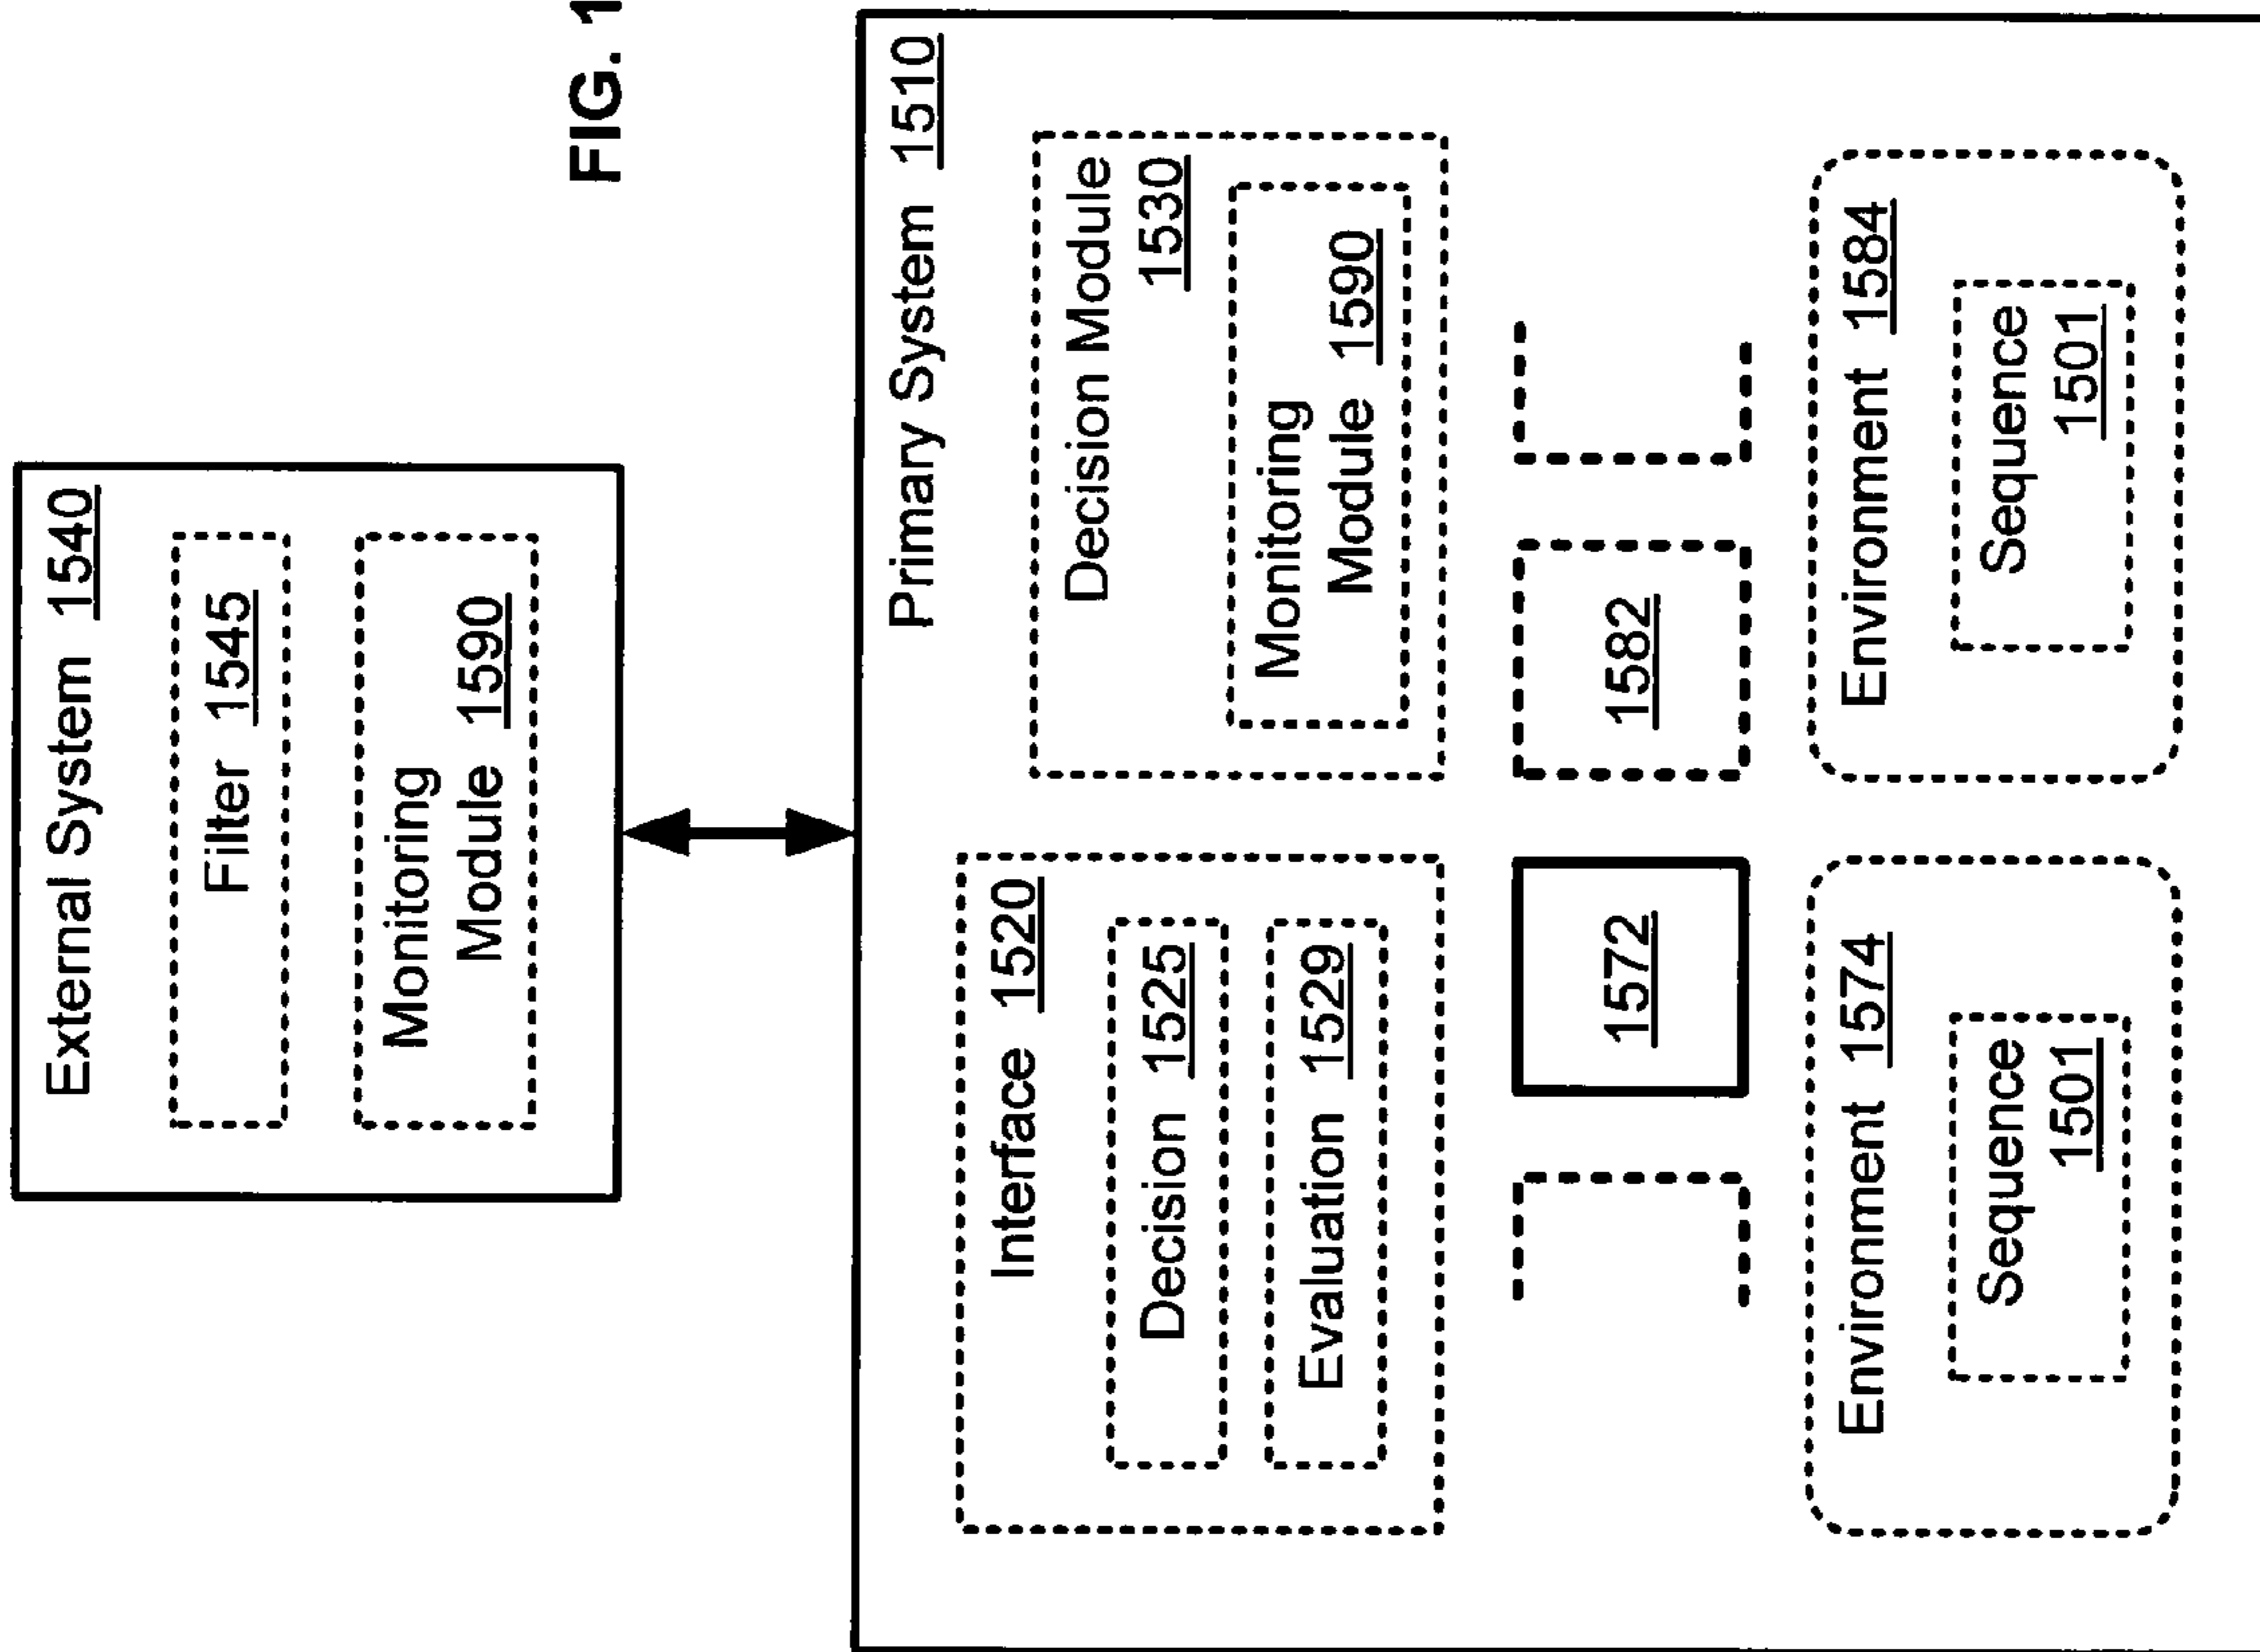 External System 1540
Filter 1545
Monitoring
Module 1590
FIG. 1
Primary System 1510
Interface 1520
Decision 1525
Evaluation 1529
Decision Module
1530
Monitoring
Module 1590
1572
1582
Environment 1574
Sequence
1501
Environment 1584
Sequence
1501